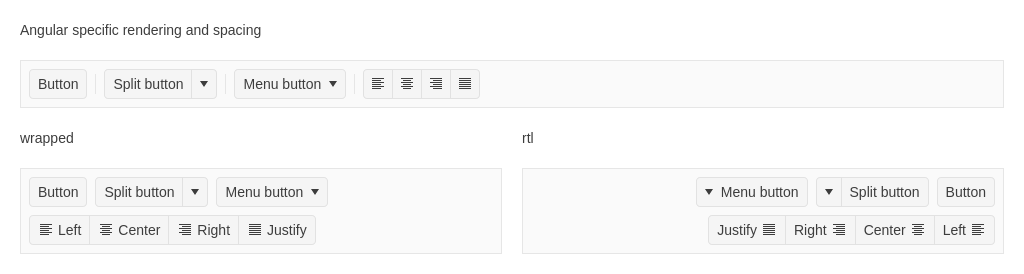 Angular specific rendering and spacing
Button Split button Menu button
wrapped
rtl
Button Split button Menu button
Left Center Right Justify
Menu button Split button Button
Justify Right Center Left